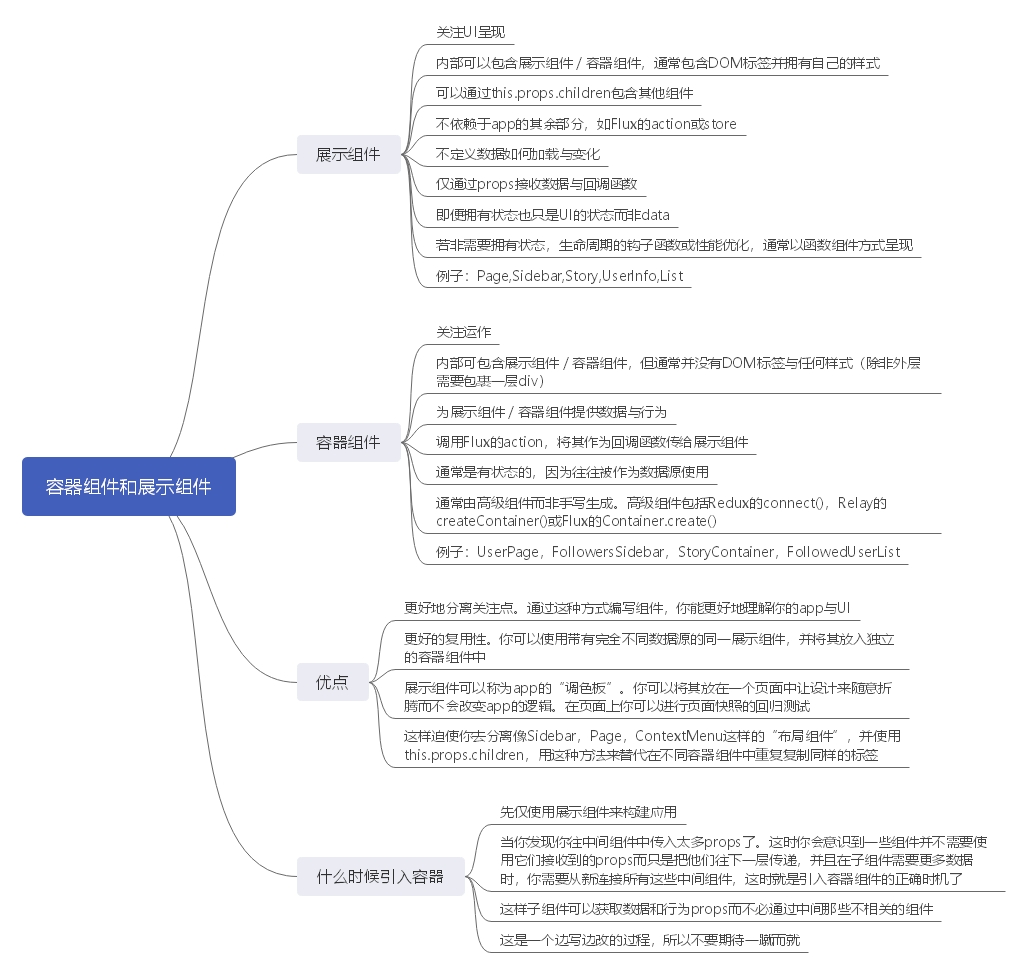 容器组件和展示组件
展示组件
关注UI呈现
内部可以包含展示组件 / 容器组件，通常包含DOM标签并拥有自己的样式
可以通过this.props.children包含其他组件
不依赖于app的其余部分，如Flux的action或store
不定义数据如何加载与变化
仅通过props接收数据与回调函数
即便拥有状态也只是UI的状态而非data
若非需要拥有状态，生命周期的钩子函数或性能优化，通常以函数组件方式呈现
例子：Page,Sidebar,Story,UserInfo,List
容器组件
关注运作
内部可包含展示组件 / 容器组件，但通常并没有DOM标签与任何样式（除非外层
需要包裹一层div）
为展示组件 / 容器组件提供数据与行为
调用Flux的action，将其作为回调函数传给展示组件
通常是有状态的，因为往往被作为数据源使用
通常由高级组件而非手写生成。高级组件包括Redux的connect()，Relay的
createContainer()或Flux的Container.create()
例子：UserPage，FollowersSidebar，StoryContainer，FollowedUserList
优点
更好地分离关注点。通过这种方式编写组件，你能更好地理解你的app与UI
更好的复用性。你可以使用带有完全不同数据源的同一展示组件，并将其放入独立
的容器组件中
展示组件可以称为app的“调色板”。你可以将其放在一个页面中让设计来随意折
腾而不会改变app的逻辑。在页面上你可以进行页面快照的回归测试
这样迫使你去分离像Sidebar，Page，ContextMenu这样的“布局组件”，并使用
this.props.children，用这种方法来替代在不同容器组件中重复复制同样的标签
什么时候引入容器
先仅使用展示组件来构建应用
当你发现你往中间组件中传入太多props了。这时你会意识到一些组件并不需要使
用它们接收到的props而只是把他们往下一层传递，并且在子组件需要更多数据
时，你需要从新连接所有这些中间组件，这时就是引入容器组件的正确时机了
这样子组件可以获取数据和行为props而不必通过中间那些不相关的组件
这是一个边写边改的过程，所以不要期待一蹴而就